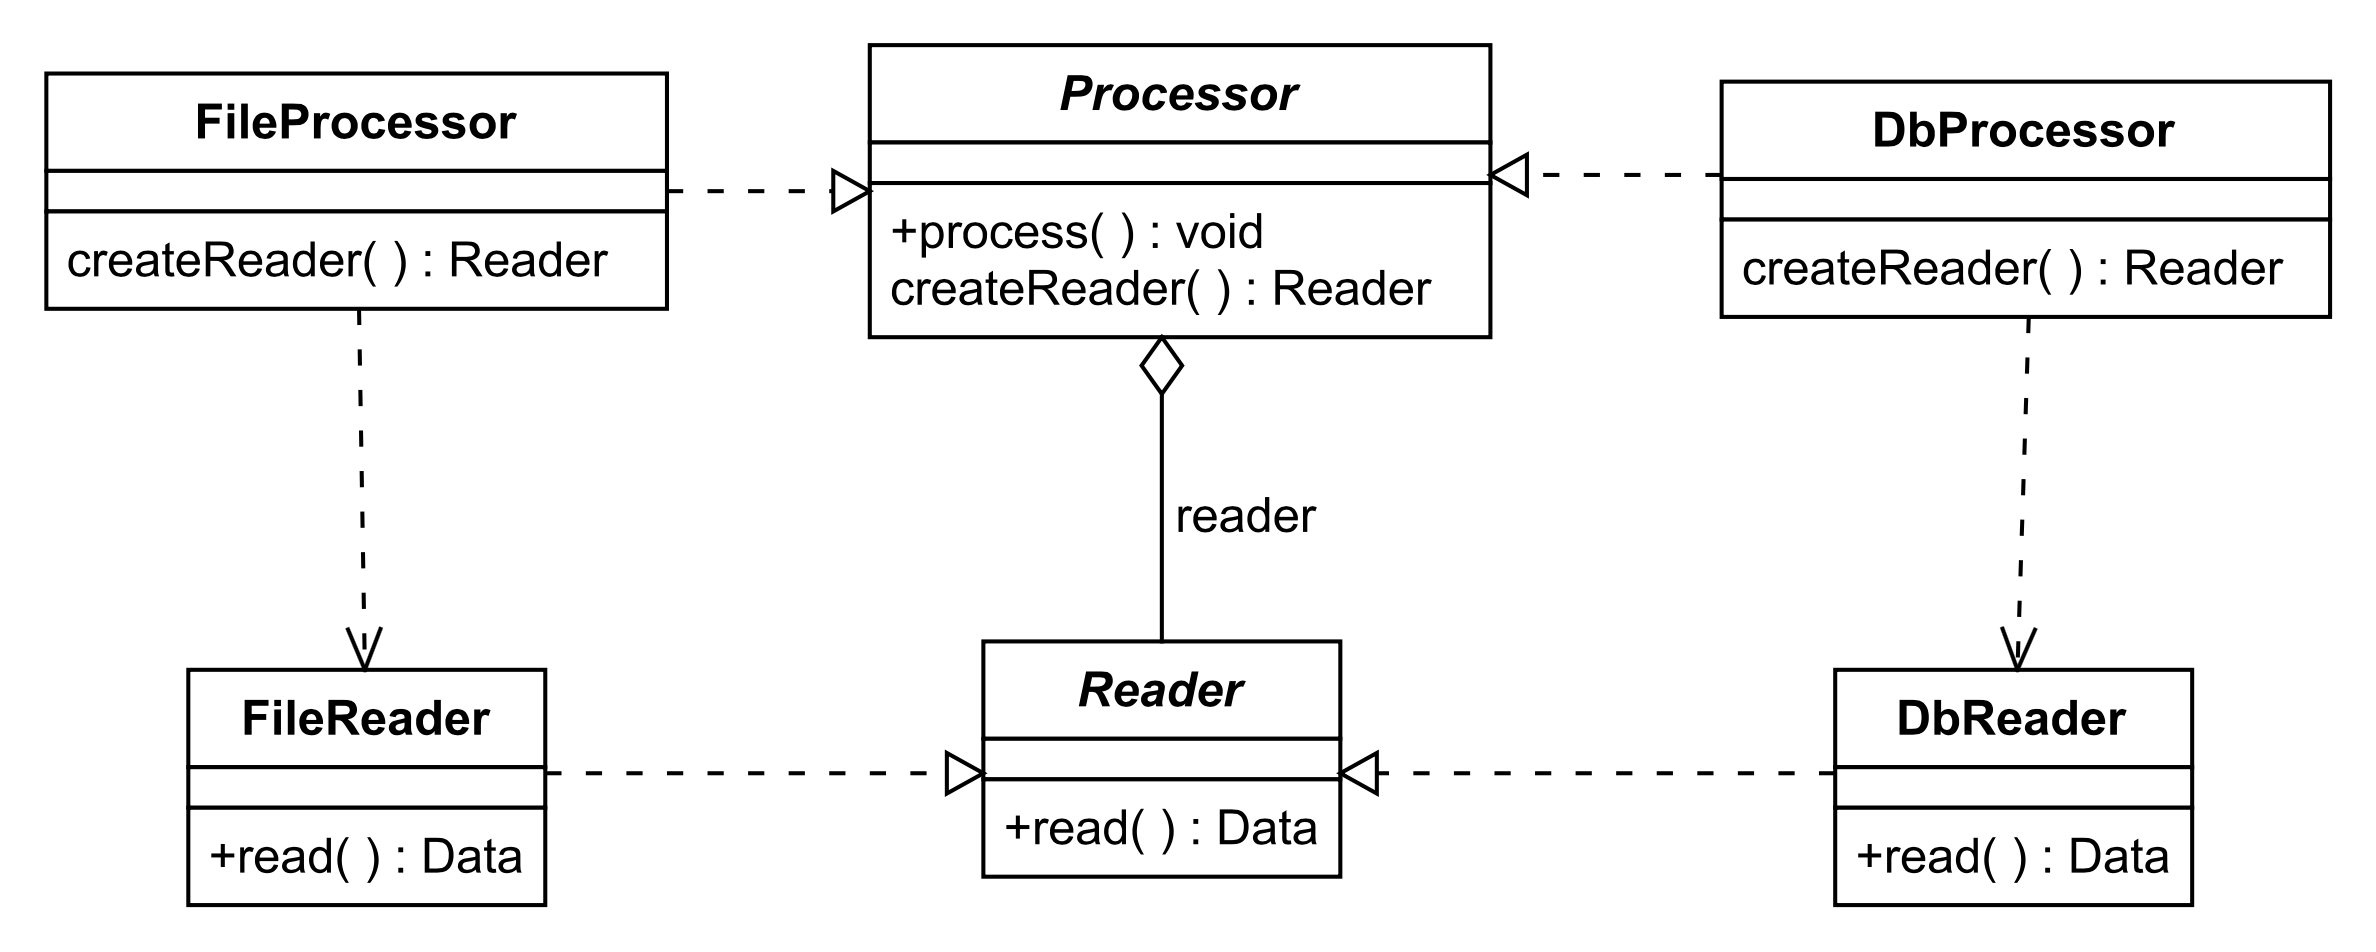 FileProcessor
createReader( ) : Reader
Processor
+process( ) : void
createReader( ) : Reader
DbProcessor
createReader( ) : Reader
reader
FileReader
+read( ) : Data
Reader
+read( ) : Data
DbReader
+read( ) : Data